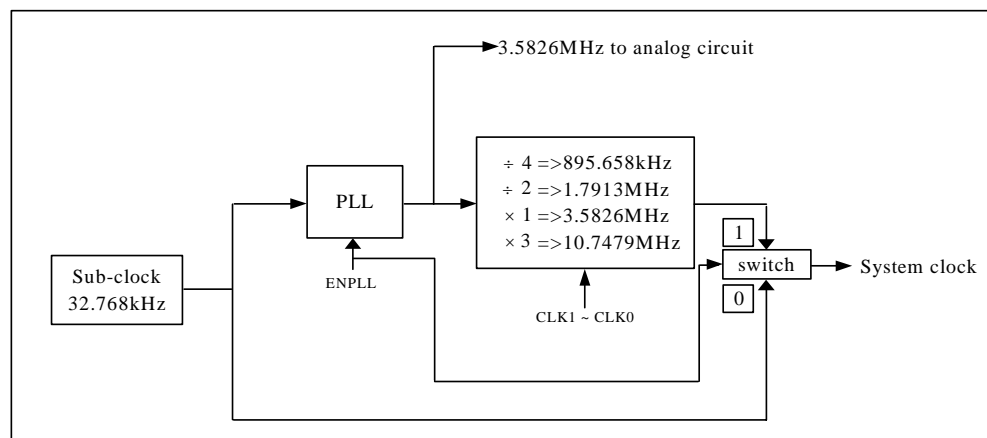 3.5826MHz to analog circuit
÷ 4 =>895.658kHz
÷ 2 =>1.7913MHz
× 1 =>3.5826MHz
× 3 =>10.7479MHz
PLL
1
switch
System clock
Sub-clock
32.768kHz
ENPLL
0
CLK1 ~ CLK0